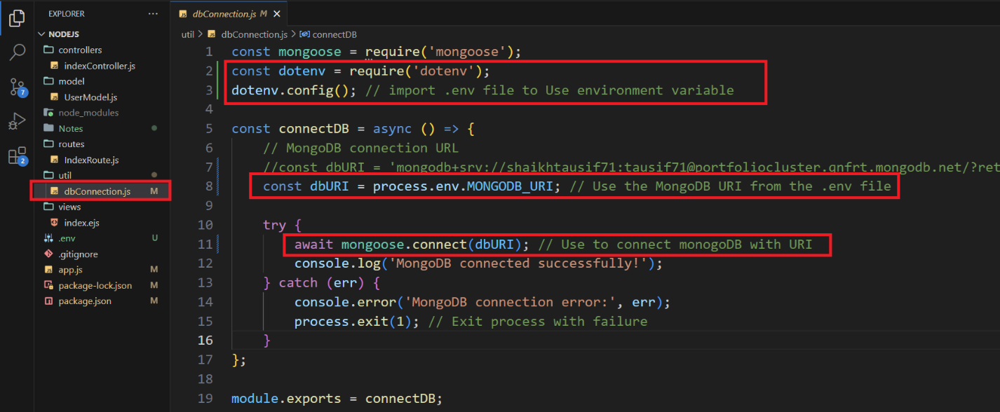 EXPLORER
NODEJS
controllers
indexController.js
model
UserModel.js
node_modules
Notes
routes
IndexRoute.js
util
dbConnection.js M
views
index.ejs
.env U
.gitignore
app.js M
package-lock.json M
package.json M
7
2
dbConnection.js M
util > dbConnection.js > connectDB
1 const mongoose = require('mongoose');
2 const dotenv = require('dotenv');
3 dotenv.config(); // import .env file to Use environment variable
4
5 const connectDB = async () => {
6 // MongoDB connection URL
7 //const dbURI = 'mongodb+srv://shaikhtausif71:tausif71@portfoliocluster.qnfrt.mongodb.net/?ret
8 const dbURI = process.env.MONGODB_URI; // Use the MongoDB URI from the .env file
9
10 try {
11 await mongoose.connect(dbURI); // Use to connect monogoDB with URI
12 console.log('MongoDB connected successfully!');
13 } catch (err) {
14 console.error('MongoDB connection error:', err);
15 process.exit(1); // Exit process with failure
16 }
17 };
18
19 module.exports = connectDB;